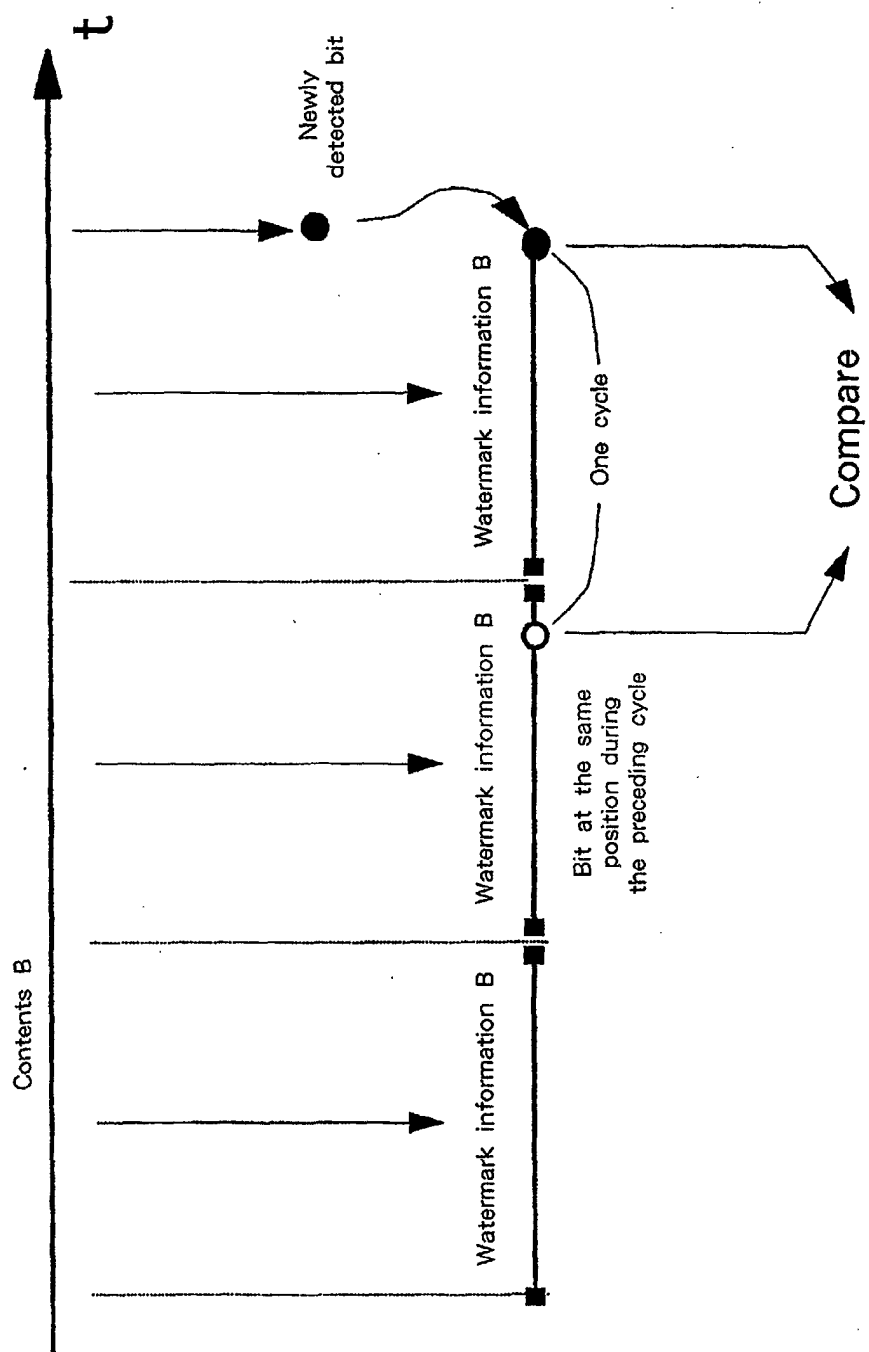 Contents B
t
Newly
detected bit
Watermark information B
Watermark information B
Watermark information B
One cycle
Bit at the same
position during
the preceding cycle
Compare